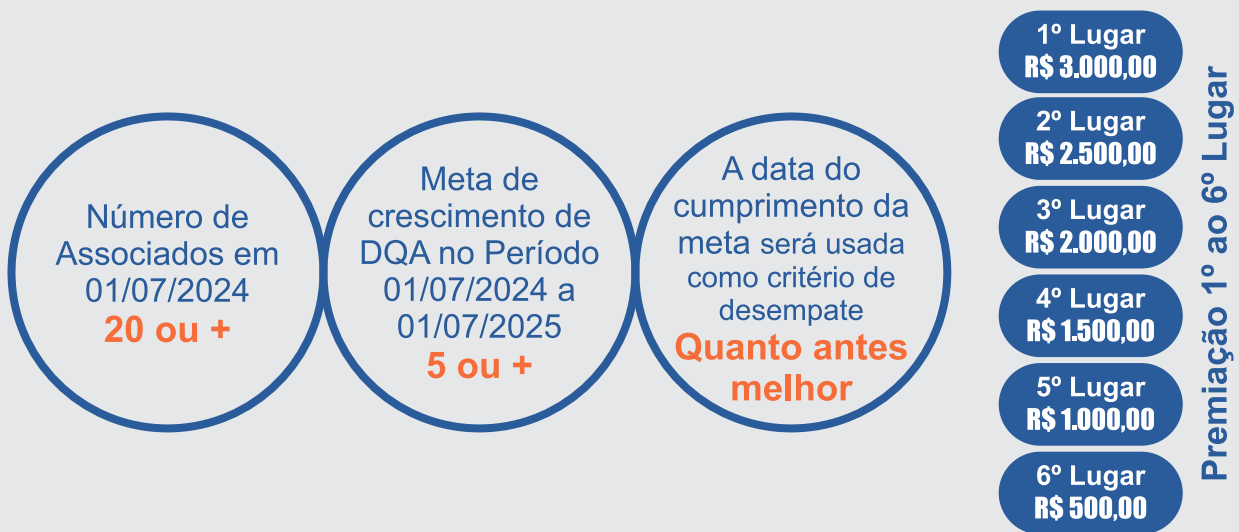 Número de
Associados em
01/07/2024
20 ou +
Meta de
crescimento de
DQA no Período
01/07/2024 a
01/07/2025
5 ou +
A data do
cumprimento da
meta será usada
como critério de
desempate
Quanto antes
melhor
1º Lugar
R$ 3.000,00
2º Lugar
R$ 2.500,00
3º Lugar
R$ 2.000,00
4º Lugar
R$ 1.500,00
5º Lugar
R$ 1.000,00
6º Lugar
R$ 500,00
Premiação 1º ao 6º Lugar